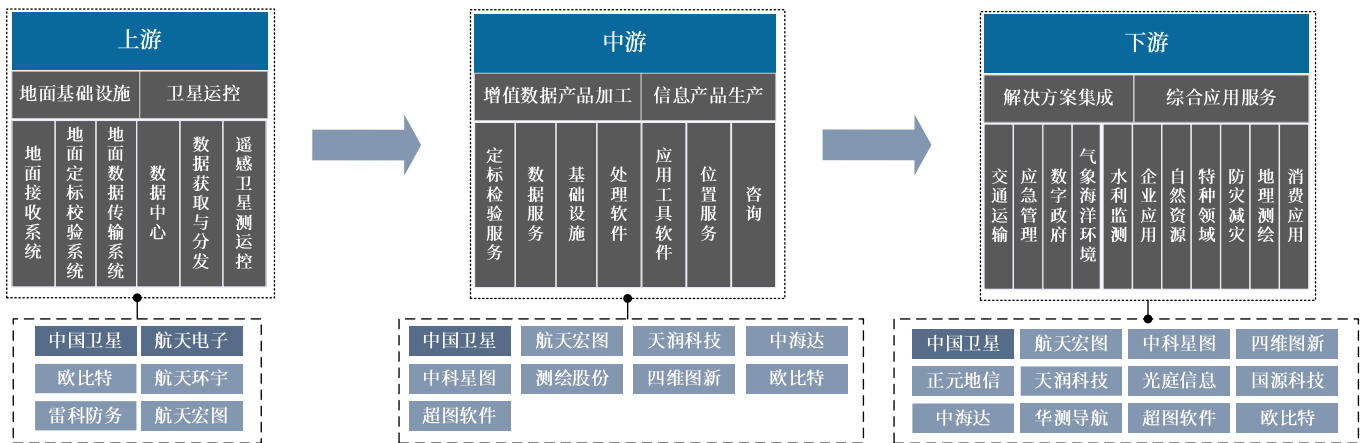 上游
地面基础设施
卫星运控
地面接收系统
地面定标校验系统
地面数据传输系统
数据中心
数据获取与分发
遥感卫星测运控
中国卫星
航天电子
欧比特
航天环宇
雷科防务
航天宏图
中游
增值数据产品加工
信息产品生产
定标检验服务
数据服务
基础设施
处理软件
应用工具软件
位置服务
咨询
中国卫星
航天宏图
天润科技
中海达
中科星图
测绘股份
四维图新
欧比特
超图软件
下游
解决方案集成
综合应用服务
交通运输
应急管理
数字政府
气象海洋环境
水利监测
企业应用
自然资源
特种领域
防灾减灾
地理测绘
消费应用
中国卫星
航天宏图
中科星图
四维图新
正元地信
天润科技
光庭信息
国源科技
中海达
华测导航
超图软件
欧比特